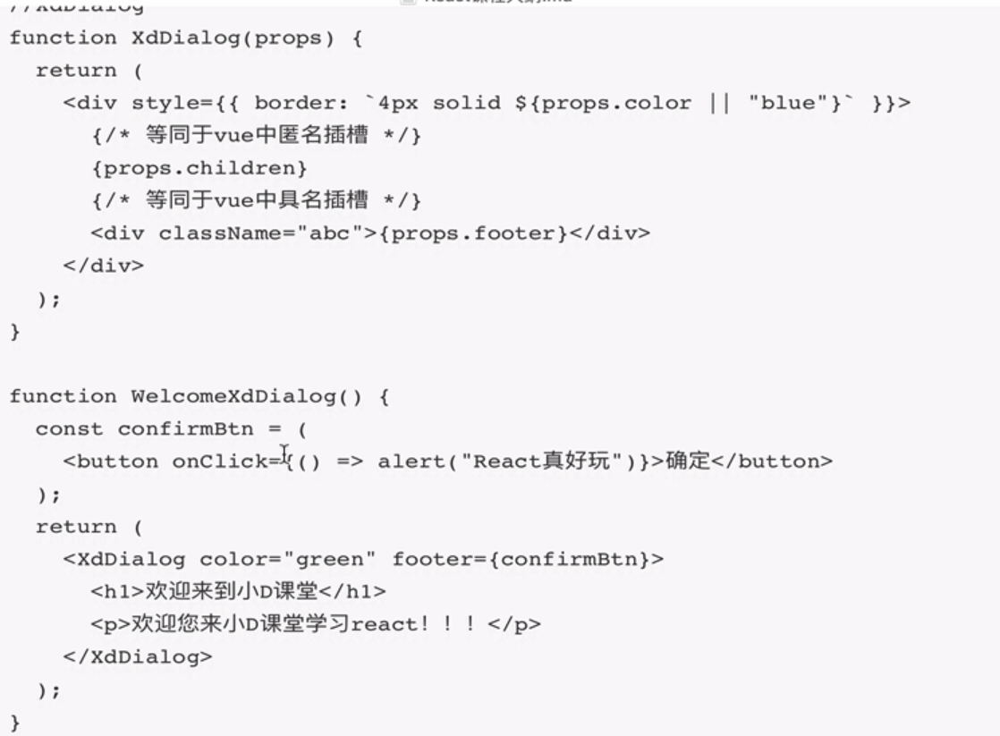 //XdDialog
function XdDialog(props) {
  return (
    <div style={{ border: `4px solid ${props.color || "blue"}` }}>
      {/* 等同于vue中匿名插槽 */}
      {props.children}
      {/* 等同于vue中具名插槽 */}
      <div className="abc">{props.footer}</div>
    </div>
  );
}

function WelcomeXdDialog() {
  const confirmBtn = (
    <button onClick={() => alert("React真好玩")}>确定</button>
  );
  return (
    <XdDialog color="green" footer={confirmBtn}>
      <h1>欢迎来到小D课堂</h1>
      <p>欢迎您来小D课堂学习react！！！</p>
    </XdDialog>
  );
}